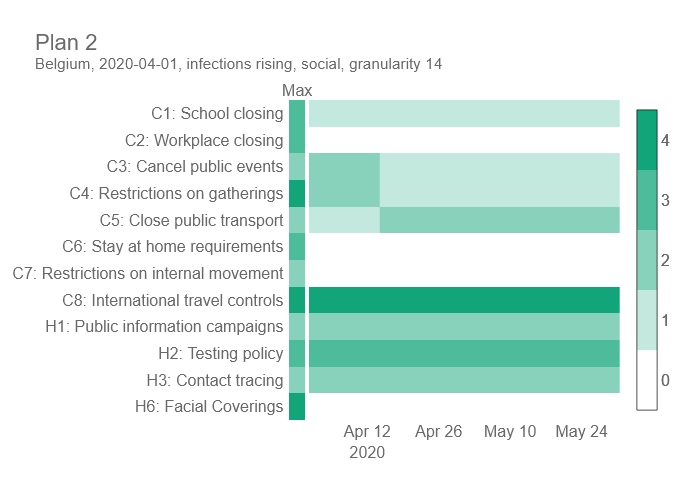 Plan 2
Belgium, 2020-04-01, infections rising, social, granularity 14
Max
C1: School closing
C2: Workplace closing
C3: Cancel public events
C4: Restrictions on gatherings
C5: Close public transport
C6: Stay at home requirements
C7: Restrictions on internal movement
C8: International travel controls
H1: Public information campaigns
H2: Testing policy
H3: Contact tracing
H6: Facial Coverings
Apr 12 Apr 26 May 10 May 24
2020
4
3
2
1
0